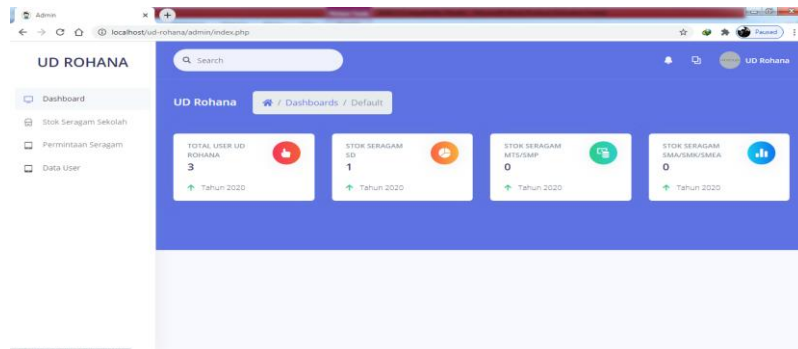 Admin
localhost/ud-rohana/admin/index.php
Paused
UD ROHANA
Search
UD Rohana
Dashboard
Stok Seragam Sekolah
Permintaan Seragam
Data User
UD Rohana
/ Dashboards / Default
TOTAL USER UD
ROHANA
3
Tahun 2020
STOK SERAGAM
SD
1
Tahun 2020
STOK SERAGAM
MTS/SMP
0
Tahun 2020
STOK SERAGAM
SMA/SMK/SMEA
0
Tahun 2020